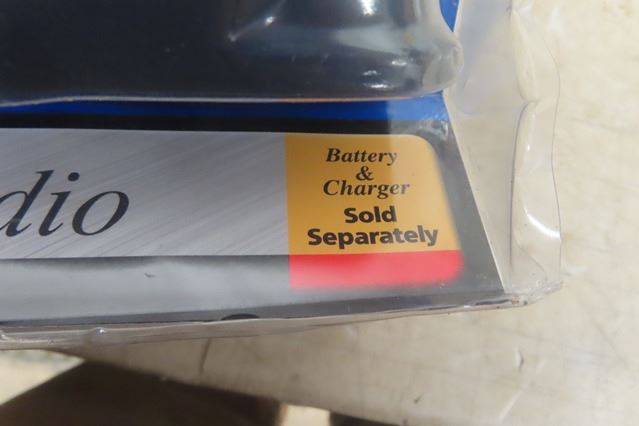 dio
Battery
&
Charger
Sold
Separately